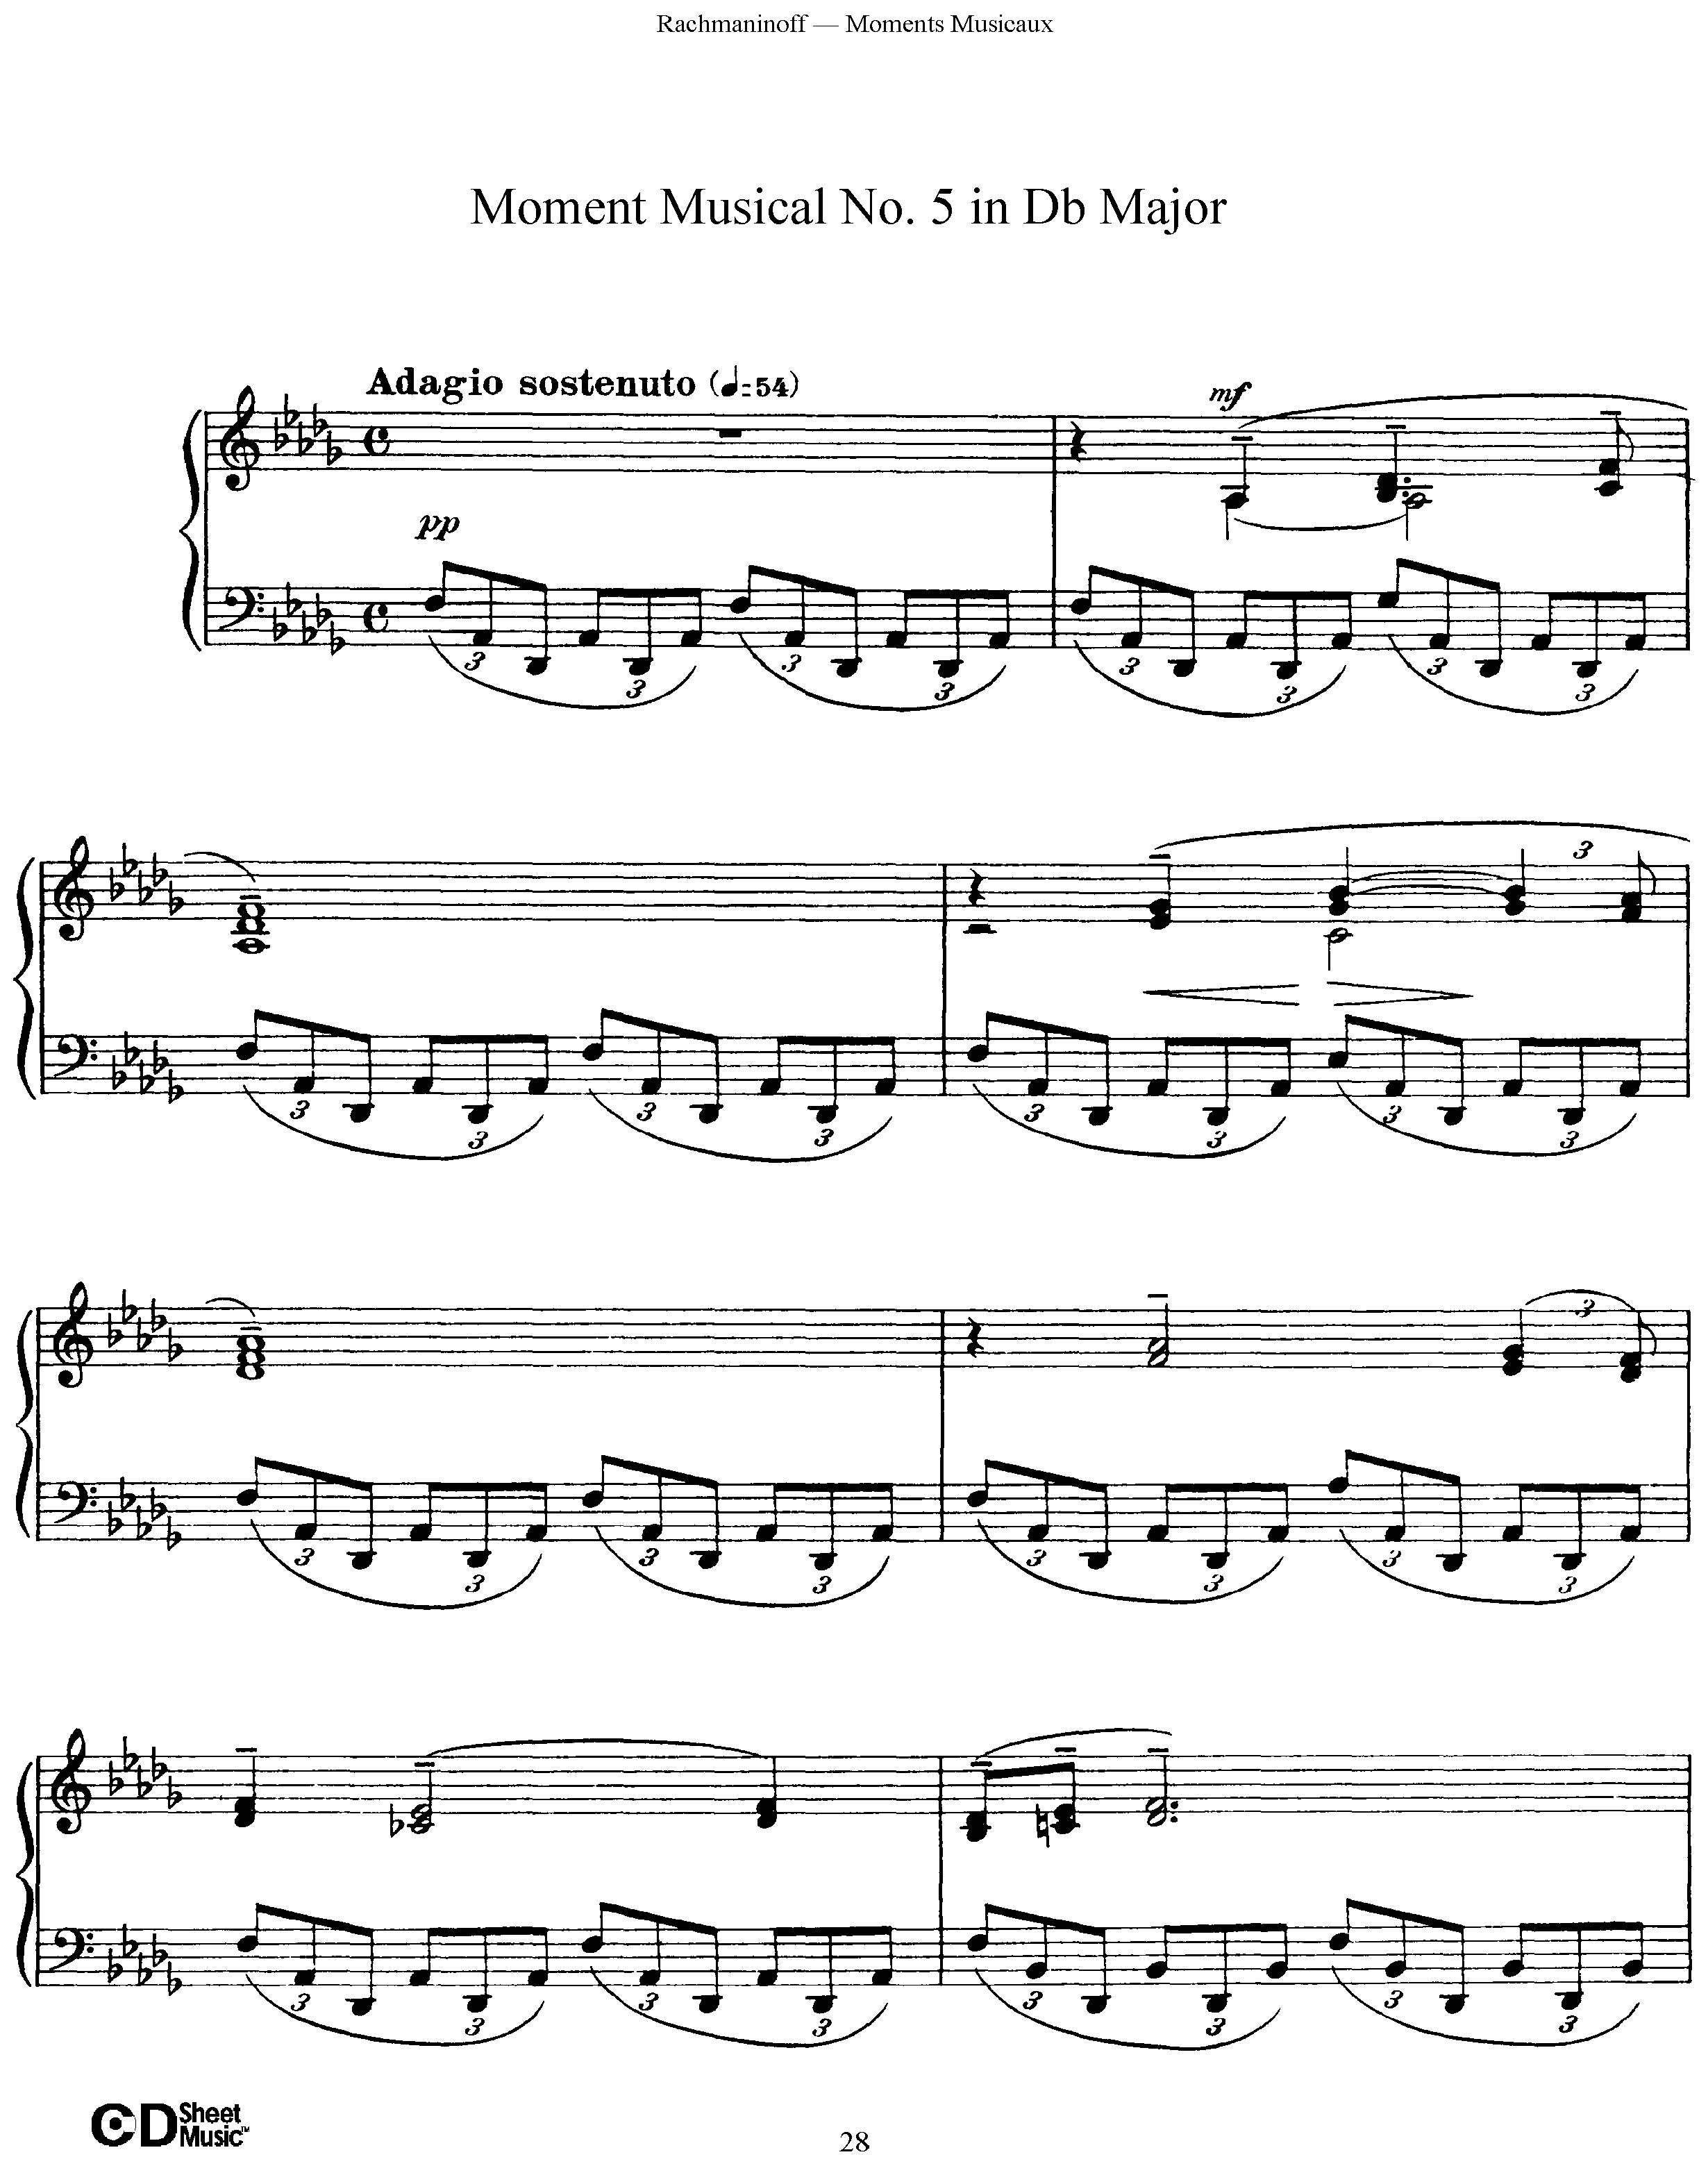 Rachmaninoff — Moments Musicaux
Moment Musical No. 5 in Db Major
Adagio sostenuto (♩=54)
mf
pp
3 3 3 3 3 3 3 3
3
3 3 3 3 3 3 3 3
3
3 3 3 3 3 3 3 3
3 3 3 3 3 3 3 3
CD Sheet Music™
28